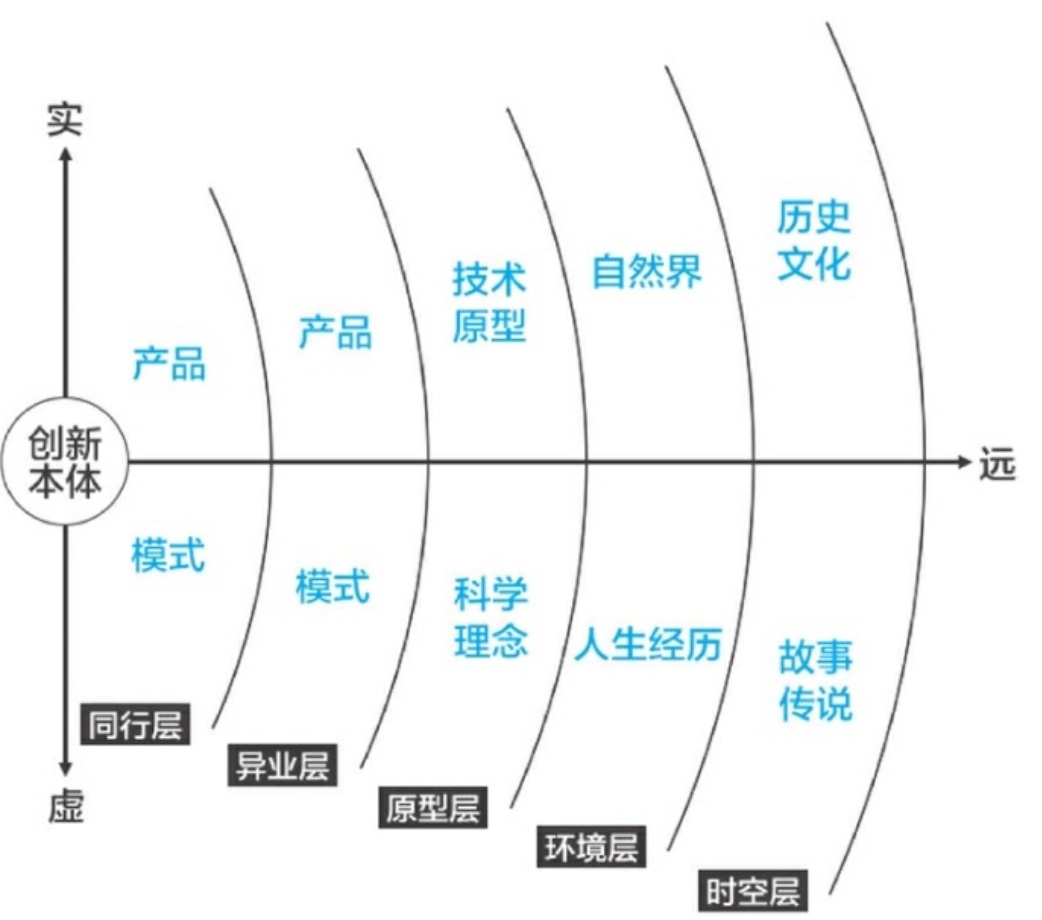 实
历史
文化
自然界
技术
原型
产品
产品
创新
本体
远
模式
模式
科学
理念
人生经历
故事
传说
同行层
异业层
原型层
环境层
时空层
虚